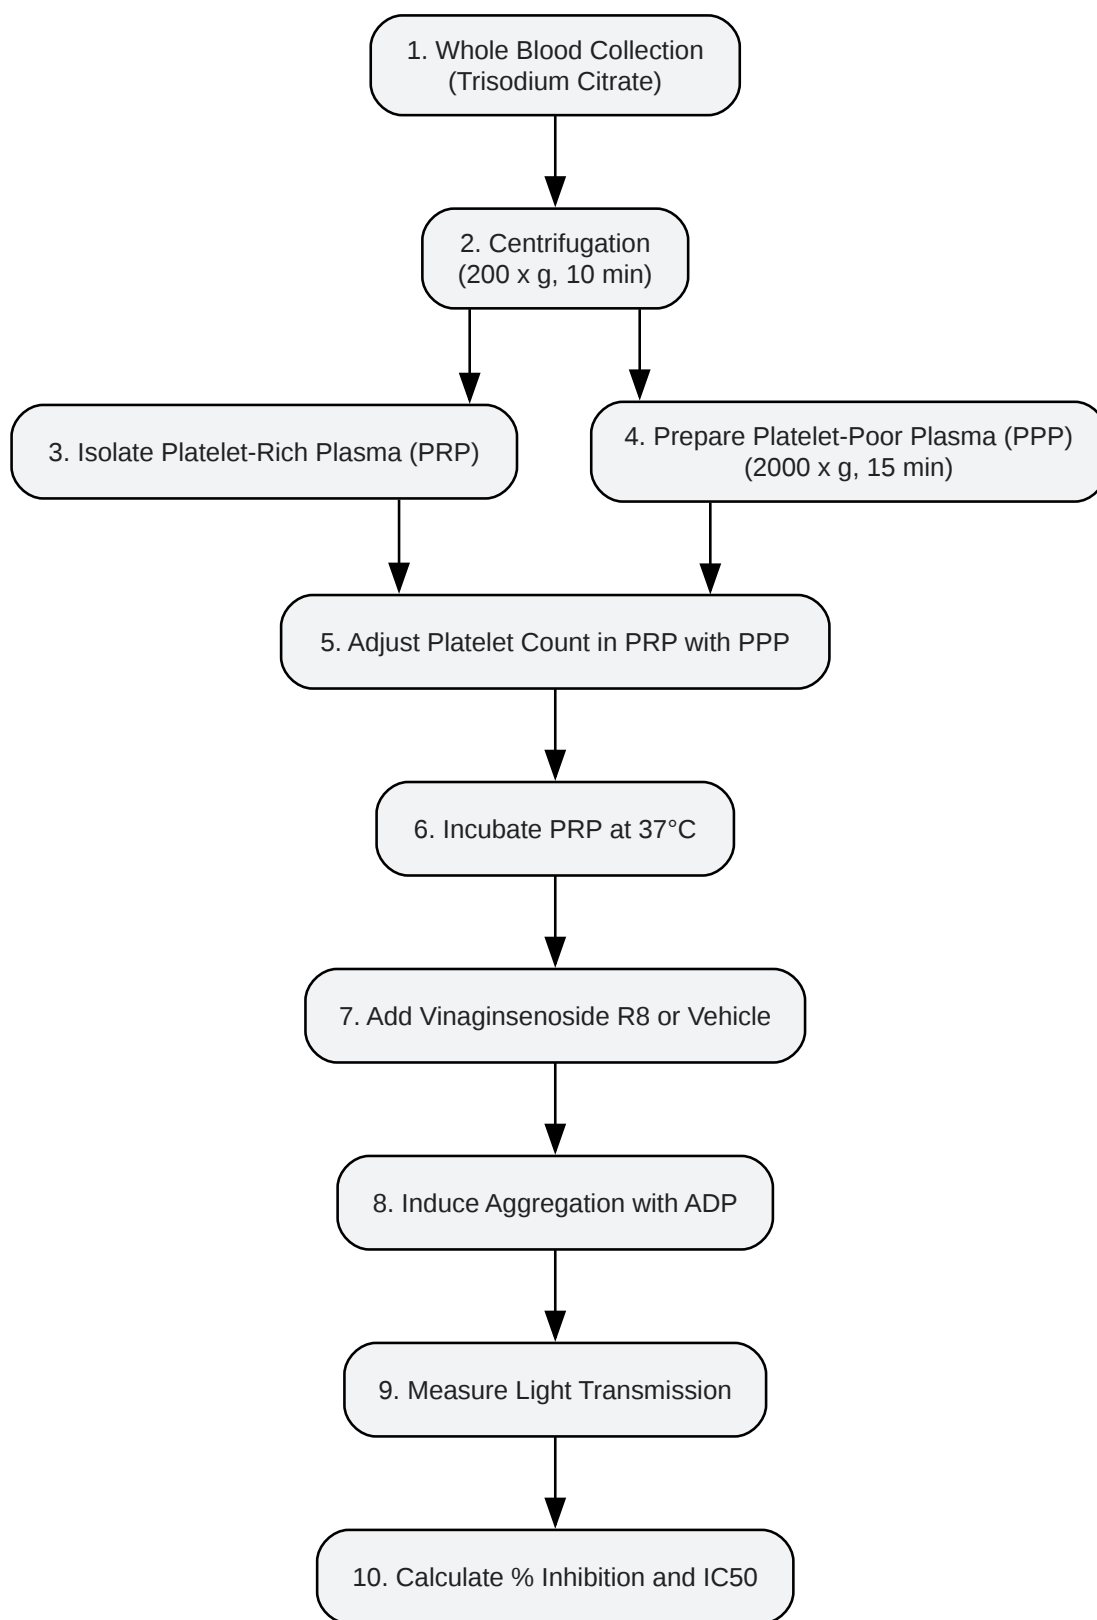 1. Whole Blood Collection
(Trisodium Citrate)
2. Centrifugation
(200 x g, 10 min)
3. Isolate Platelet-Rich Plasma (PRP)
4. Prepare Platelet-Poor Plasma (PPP)
(2000 x g, 15 min)
5. Adjust Platelet Count in PRP with PPP
6. Incubate PRP at 37°C
7. Add Vinaginsenoside R8 or Vehicle
8. Induce Aggregation with ADP
9. Measure Light Transmission
10. Calculate % Inhibition and IC50